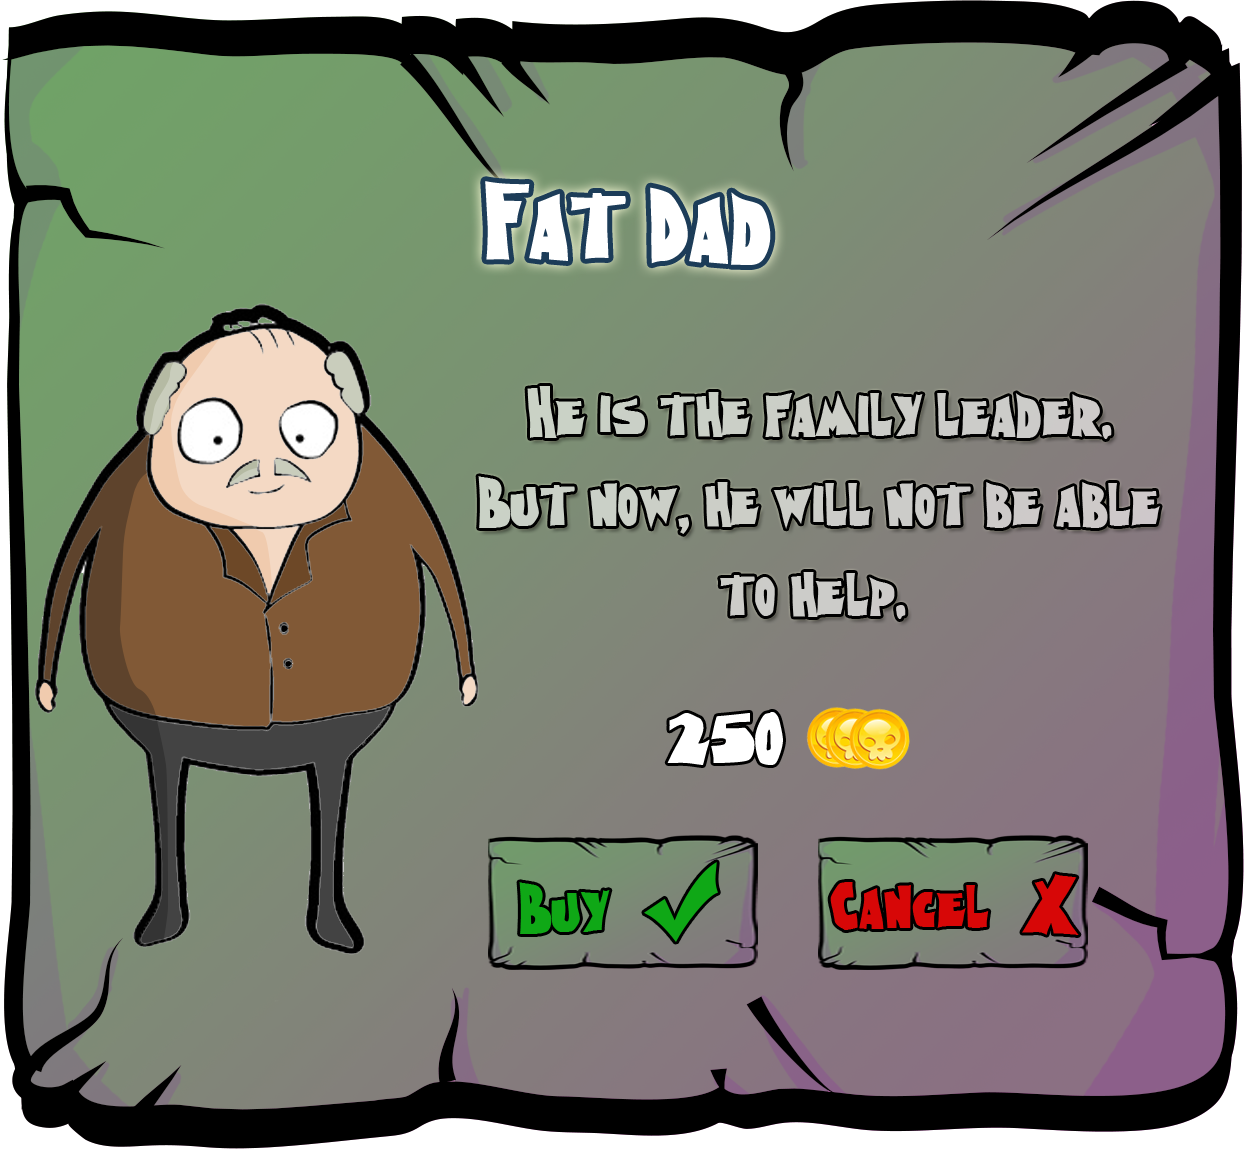 Fat Dad
He is the family leader.
But now, he will not be able
to help.
250
Buy
Cancel X